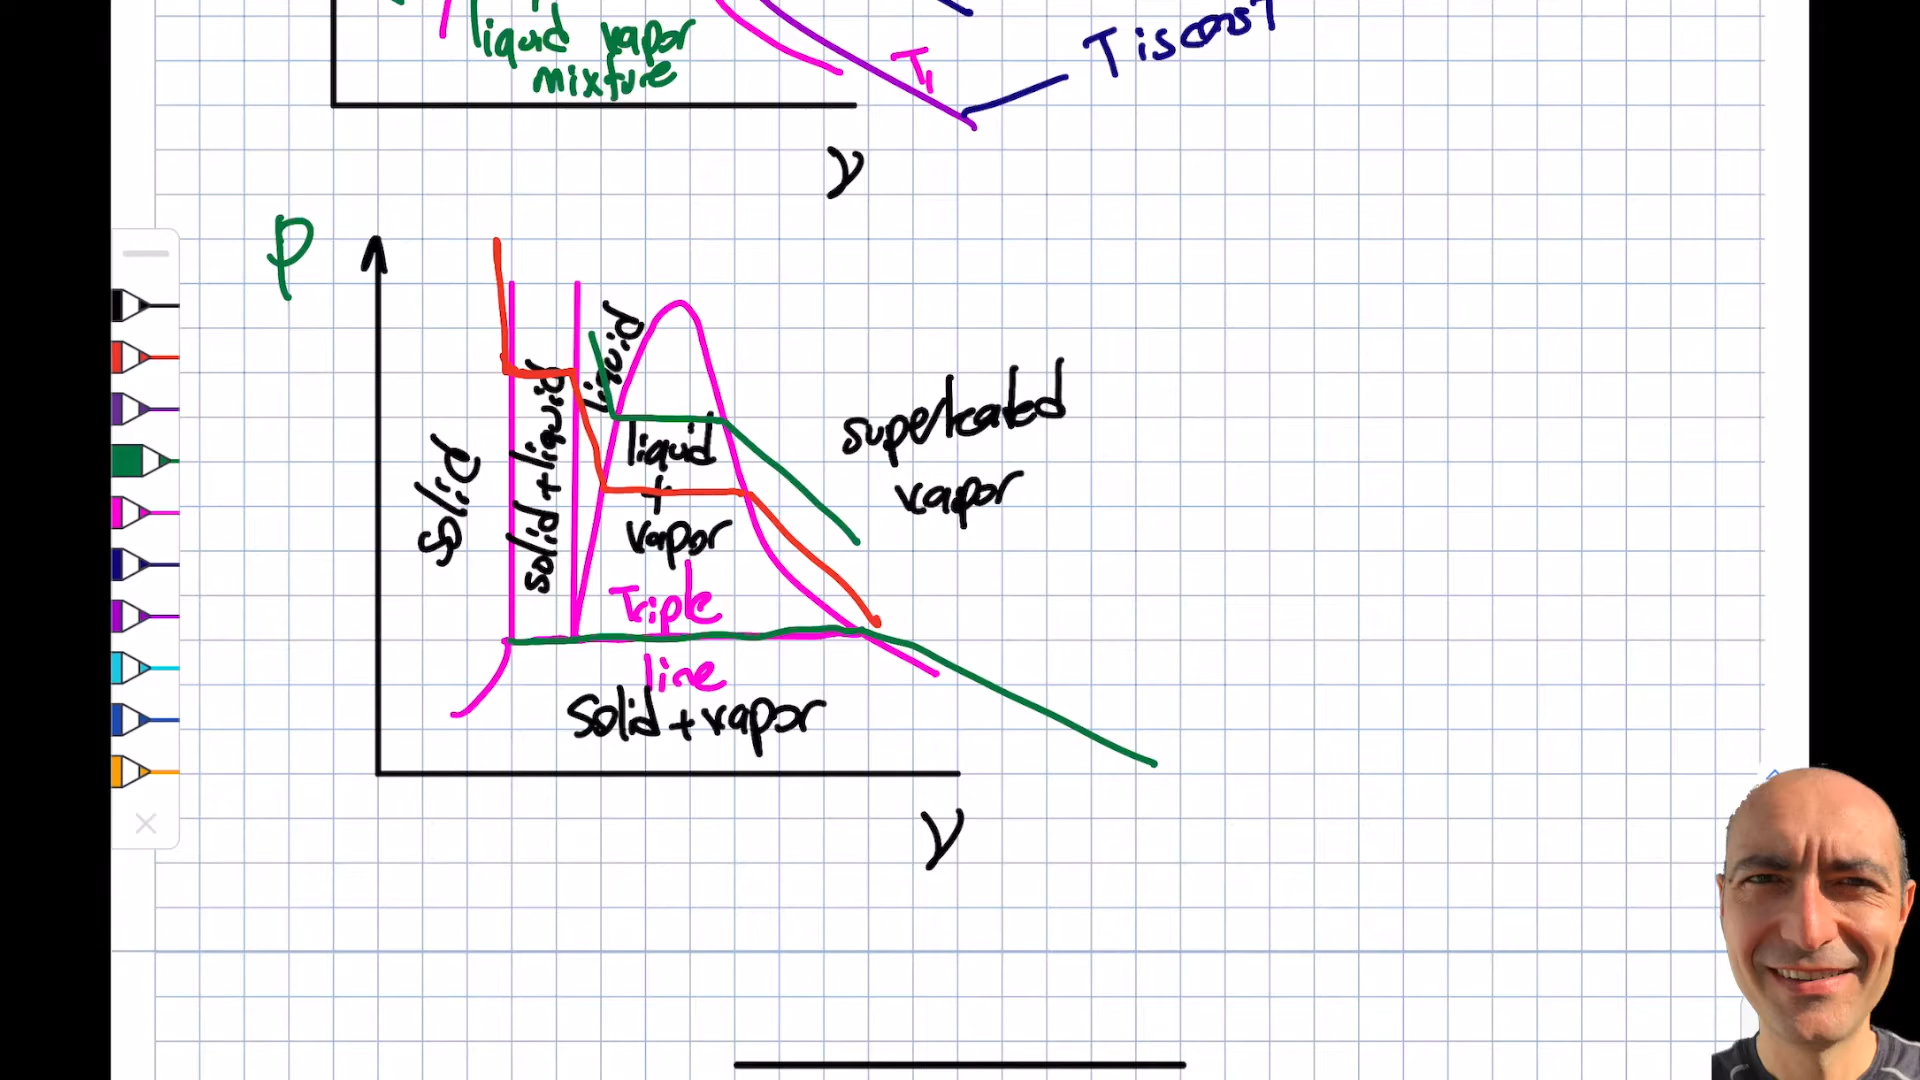 liquid vapor
mixture
T1
T is const
ν
P
solid
solid + liquid
liquid
liquid
+
vapor
superheated
vapor
Triple
line
solid + vapor
ν